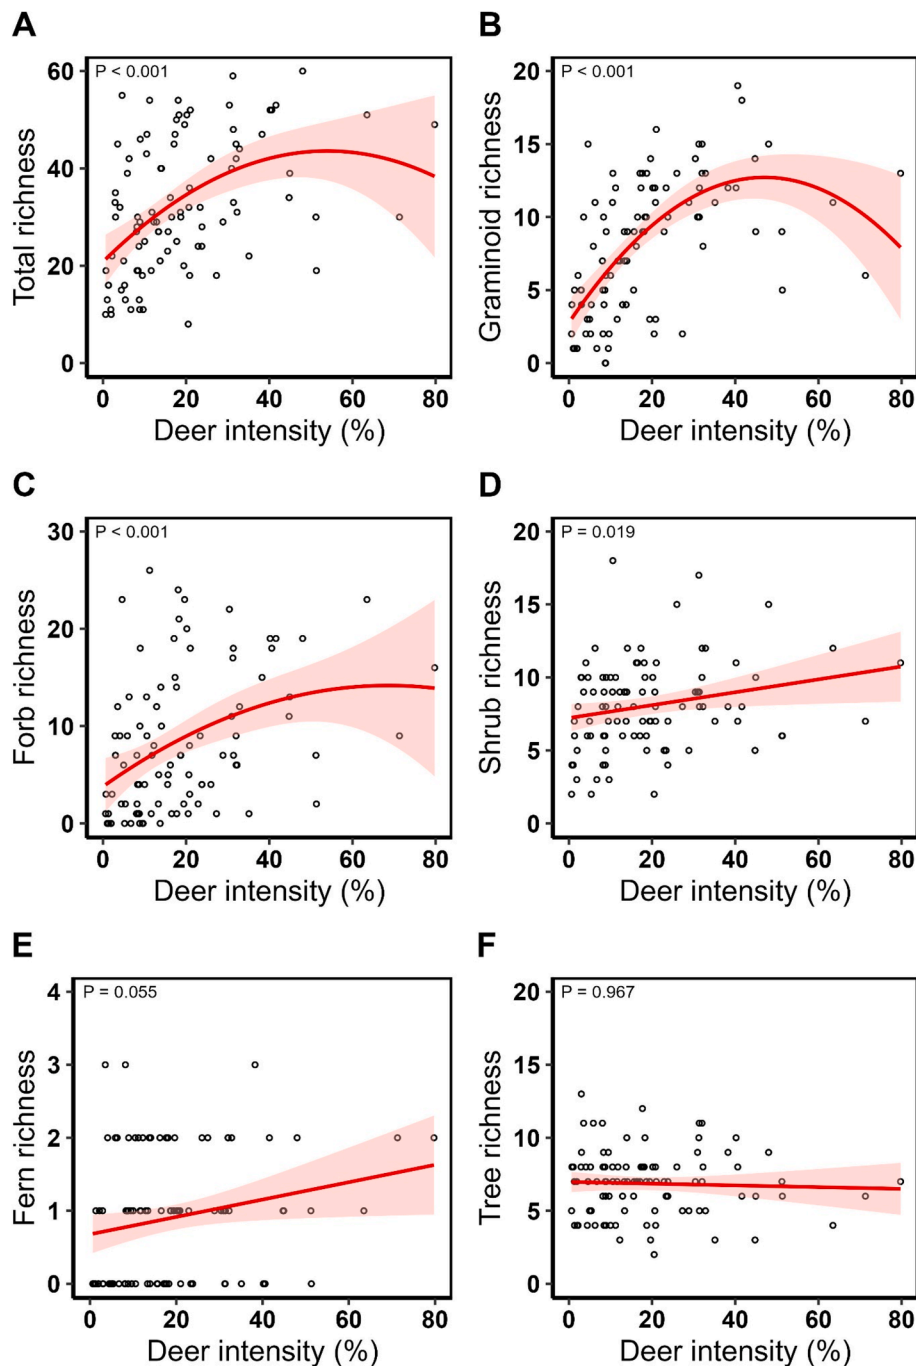 A
P < 0.001
60
40
20
0
Total richness
0 20 40 60 80
Deer intensity (%)
B
P < 0.001
20
15
10
5
0
Graminoid richness
0 20 40 60 80
Deer intensity (%)
C
P < 0.001
30
20
10
0
Forb richness
0 20 40 60 80
Deer intensity (%)
D
P = 0.019
20
15
10
5
0
Shrub richness
0 20 40 60 80
Deer intensity (%)
E
P = 0.055
4
3
2
1
0
Fern richness
0 20 40 60 80
Deer intensity (%)
F
P = 0.967
20
15
10
5
0
Tree richness
0 20 40 60 80
Deer intensity (%)